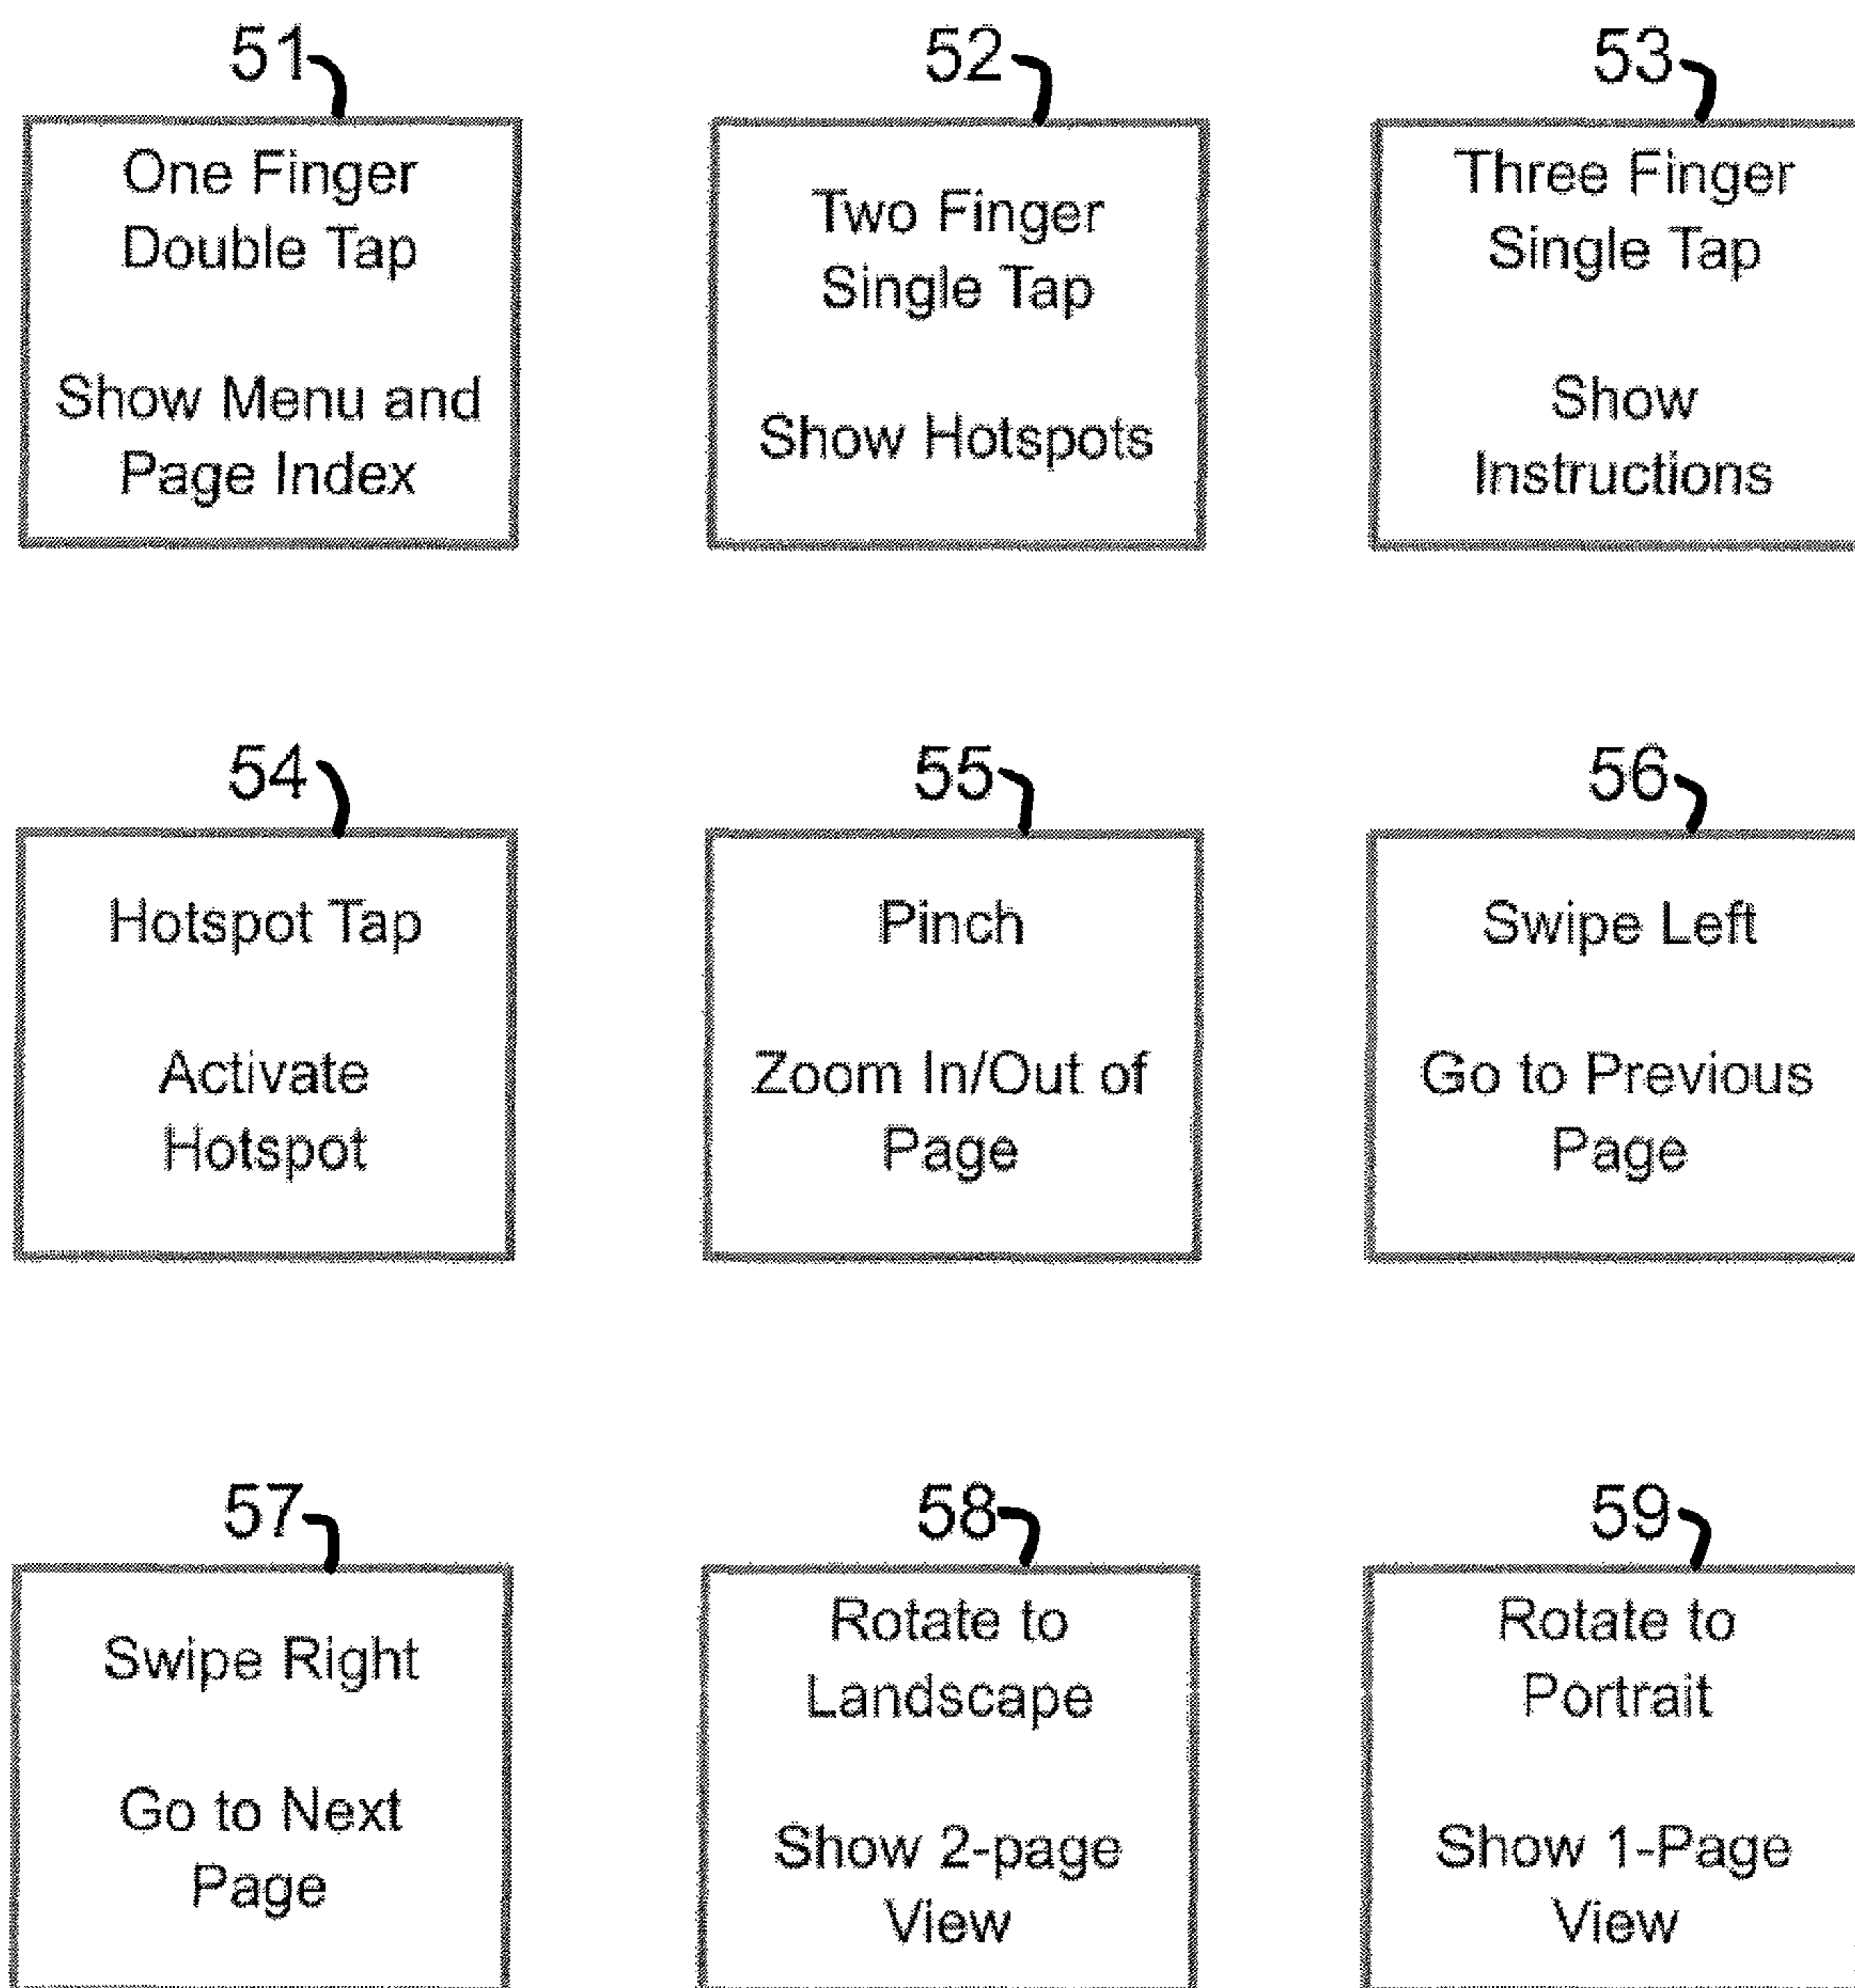 51
One Finger
Double Tap
Show Menu and
Page Index
52
Two Finger
Single Tap
Show Hotspots
53
Three Finger
Single Tap
Show
Instructions
54
Hotspot Tap
Activate
Hotspot
55
Pinch
Zoom In/Out of
Page
56
Swipe Left
Go to Previous
Page
57
Swipe Right
Go to Next
Page
58
Rotate to
Landscape
Show 2-page
View
59
Rotate to
Portrait
Show 1-Page
View